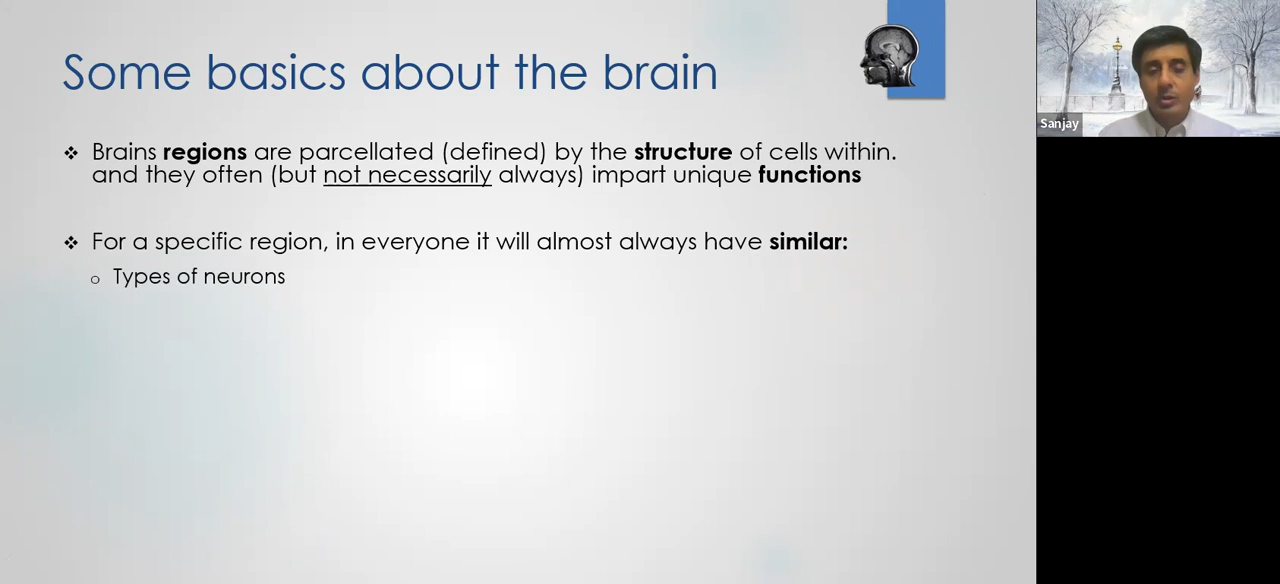 Some basics about the brain
Brains regions are parcellated (defined) by the structure of cells within.
and they often (but not necessarily always) impart unique functions
For a specific region, in everyone it will almost always have similar:
Types of neurons
Sanjay